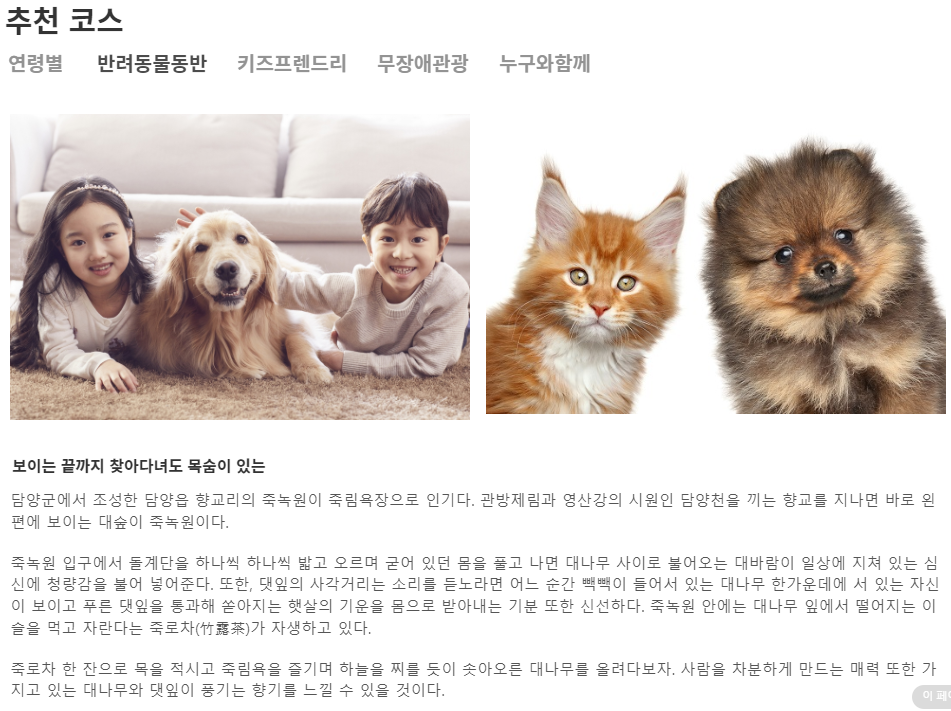 추천 코스
연령별 반려동물동반 키즈프렌드리 무장애관광 누구와함께
보이는 끝까지 찾아다녀도 목숨이 있는
담양군에서 조성한 담양읍 향교리의 죽녹원이 죽림욕장으로 인기다. 관방제림과 영산강의 시원인 담양천을 끼는 향교를 지나면 바로 왼
편에 보이는 대숲이 죽녹원이다.
죽녹원 입구에서 돌계단을 하나씩 하나씩 밟고 오르며 굳어 있던 몸을 풀고 나면 대나무 사이로 불어오는 대바람이 일상에 지쳐 있는 심
신에 청량감을 불어 넣어준다. 또한, 댓잎의 사각거리는 소리를 듣노라면 어느 순간 빽빽이 들어서 있는 대나무 한가운데에 서 있는 자신
이 보이고 푸른 댓잎을 통과해 쏟아지는 햇살의 기운을 몸으로 받아내는 기분 또한 신선하다. 죽녹원 안에는 대나무 잎에서 떨어지는 이
슬을 먹고 자란다는 죽로차(竹露茶)가 자생하고 있다.
죽로차 한 잔으로 목을 적시고 죽림욕을 즐기며 하늘을 찌를 듯이 솟아오른 대나무를 올려다보자. 사람을 차분하게 만드는 매력 또한 가
지고 있는 대나무와 댓잎이 풍기는 향기를 느낄 수 있을 것이다.